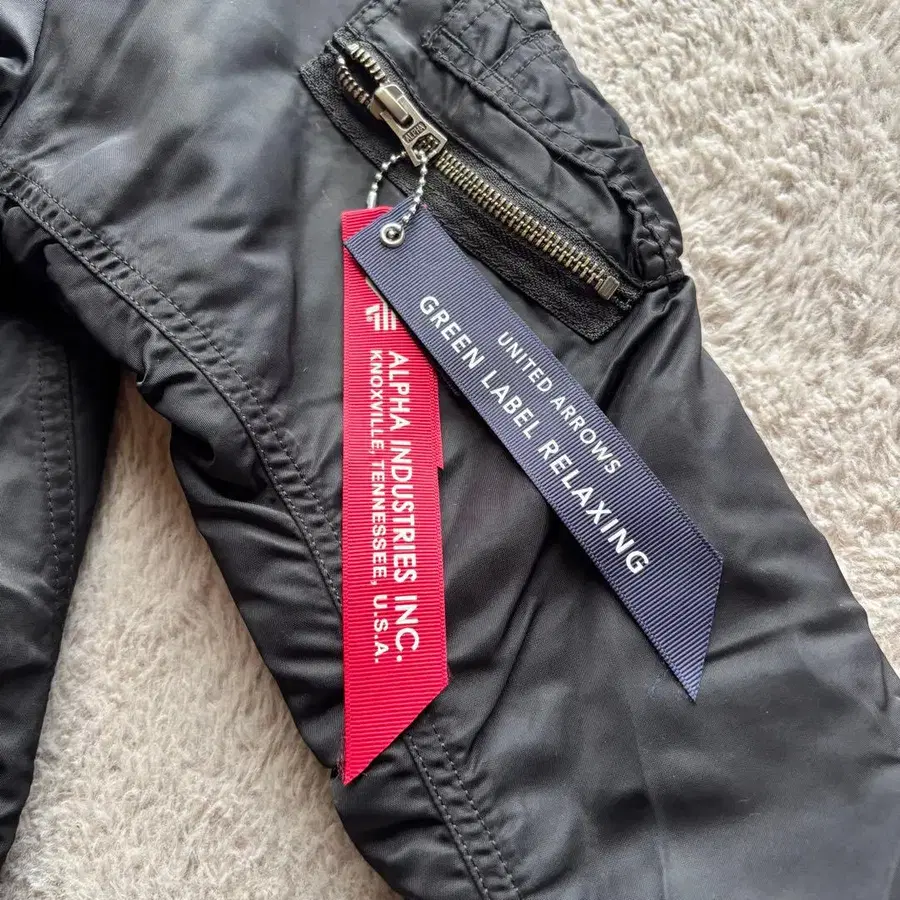 ALPHA
ALPHA INDUSTRIES INC.
KNOXVILLE, TENNESSEE, U.S.A.
UNITED ARROWS
GREEN LABEL RELAXING